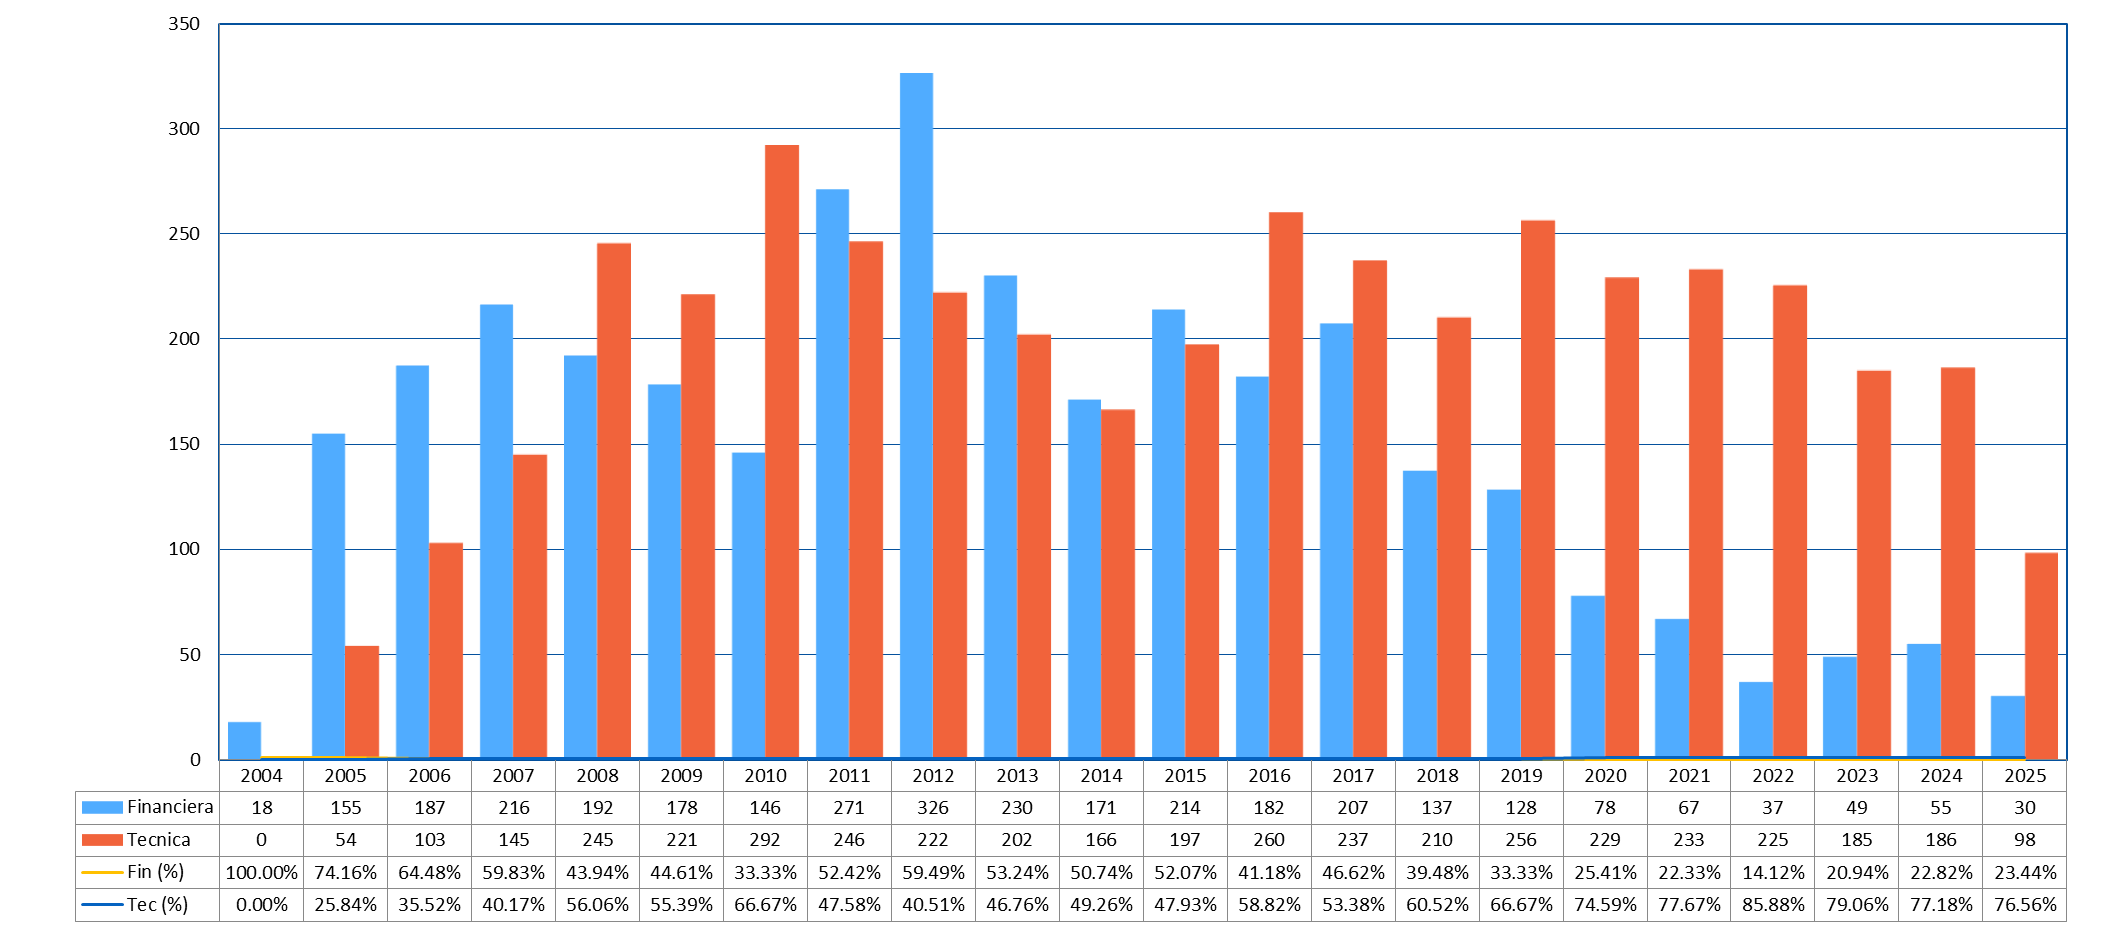 350
300
250
200
150
100
50
0
2004 2005 2006 2007 2008 2009 2010 2011 2012 2013 2014 2015 2016 2017 2018 2019 2020 2021 2022 2023 2024 2025
Financiera 18 155 187 216 192 178 146 271 326 230 171 214 182 207 137 128 78 67 37 49 55 30
Tecnica 0 54 103 145 245 221 292 246 222 202 166 197 260 237 210 256 229 233 225 185 186 98
Fin (%) 100.00% 74.16% 64.48% 59.83% 43.94% 44.61% 33.33% 52.42% 59.49% 53.24% 50.74% 52.07% 41.18% 46.62% 39.48% 33.33% 25.41% 22.33% 14.12% 20.94% 22.82% 23.44%
Tec (%) 0.00% 25.84% 35.52% 40.17% 56.06% 55.39% 66.67% 47.58% 40.51% 46.76% 49.26% 47.93% 58.82% 53.38% 60.52% 66.67% 74.59% 77.67% 85.88% 79.06% 77.18% 76.56%